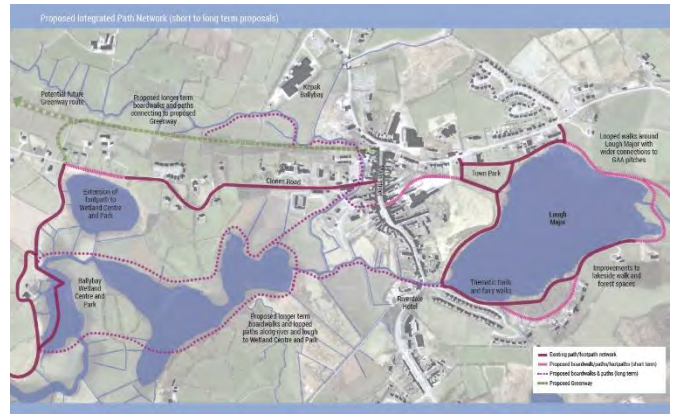 Proposed Integrated Path Network (short to long term proposals)
Potential future
Greenway route
Proposed longer term
boardwalks and paths
connecting to proposed
Greenway
Kepak
Ballybay
Looped walks around
Lough Major with
wider connections to
GAA pitches
Town Park
Clones Road
Extension of
footpath to
Wetland Centre
and Park
Lough
Major
Ballybay
Wetland
Centre and
Park
Improvements to
lakeside walk and
forest spaces
Thematic trails
and fairy walks
Riverdale
Hotel
Proposed longer term
boardwalks and looped
paths along river and lough
to Wetland Centre and Park
Existing path/footpath network
Proposed boardwalk/paths/footpaths (short term)
Proposed boardwalks & paths (long term)
Proposed Greenway